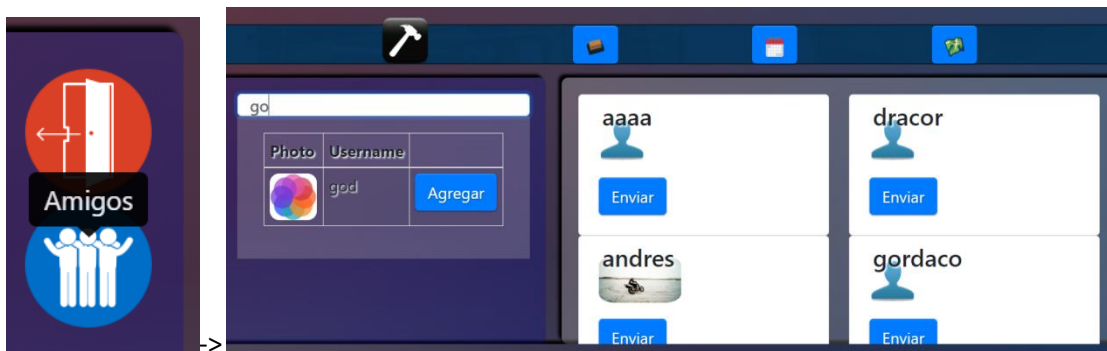 Amigos
->
go
Photo Username
god Agregar
aaaa
Enviar
dracor
Enviar
andres
Enviar
gordaco
Enviar